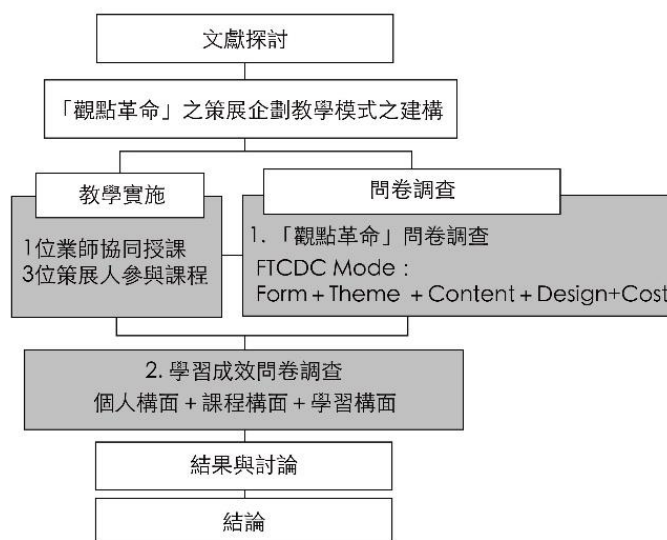 文獻探討
「觀點革命」之策展企劃教學模式之建構
教學實施
1位業師協同授課
3位策展人參與課程
問卷調查
1. 「觀點革命」問卷調查
FTCDC Mode :
Form + Theme + Content + Design+Cost
2. 學習成效問卷調查
個人構面 + 課程構面 + 學習構面
結果與討論
結論